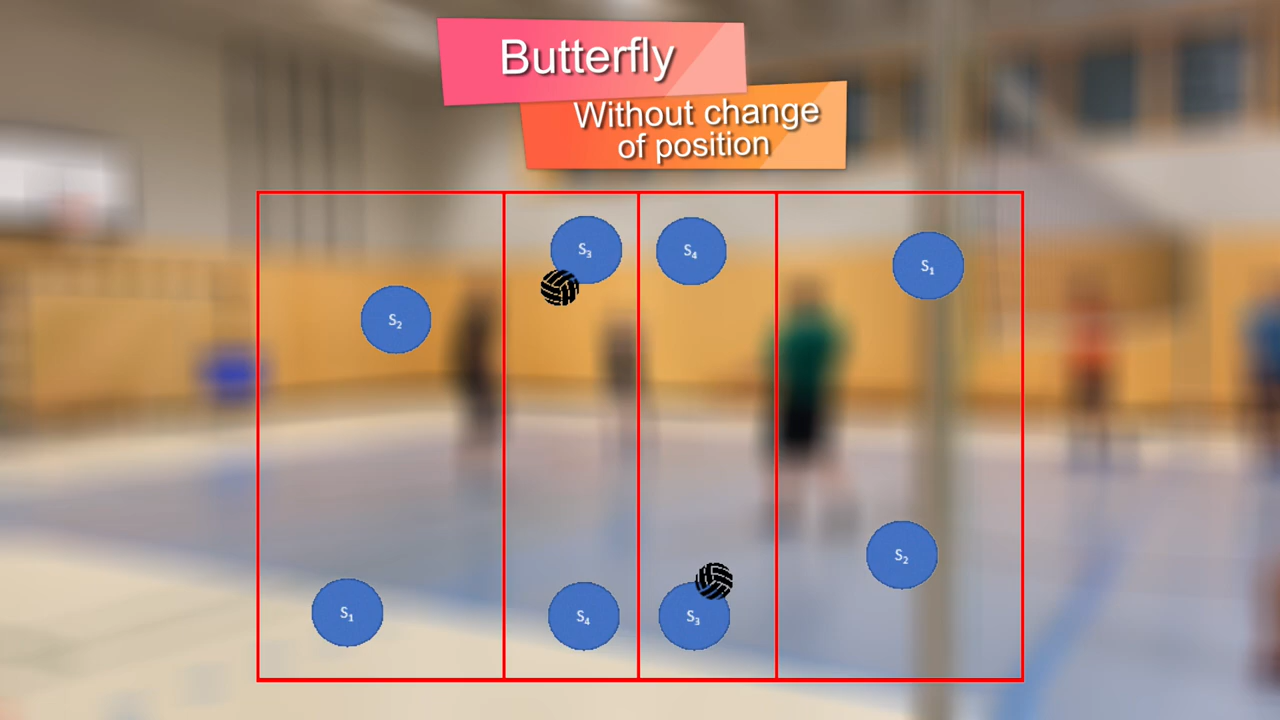 Butterfly
Without change
of position
S₃
S₄
S₁
S₂
S₂
S₁
S₄
S₃